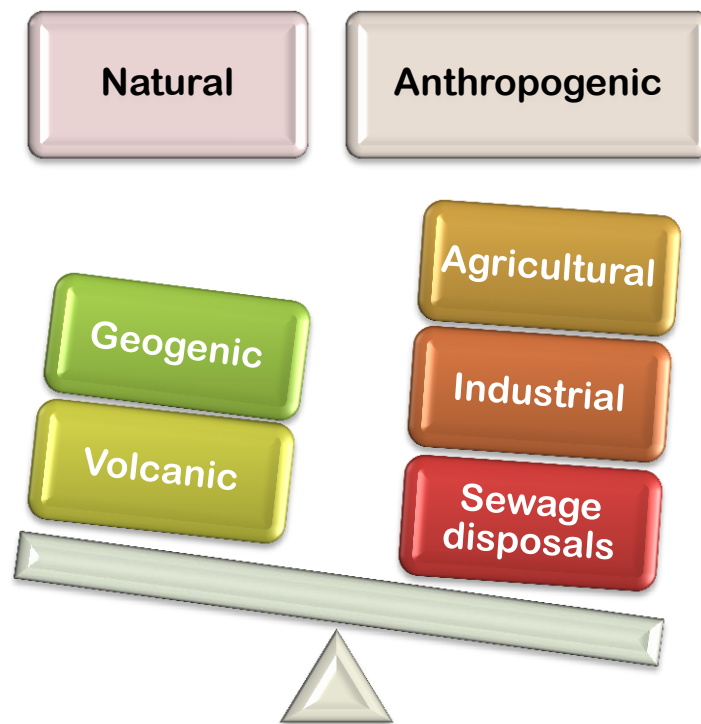 Natural
Anthropogenic
Geogenic
Volcanic
Agricultural
Industrial
Sewage
disposals